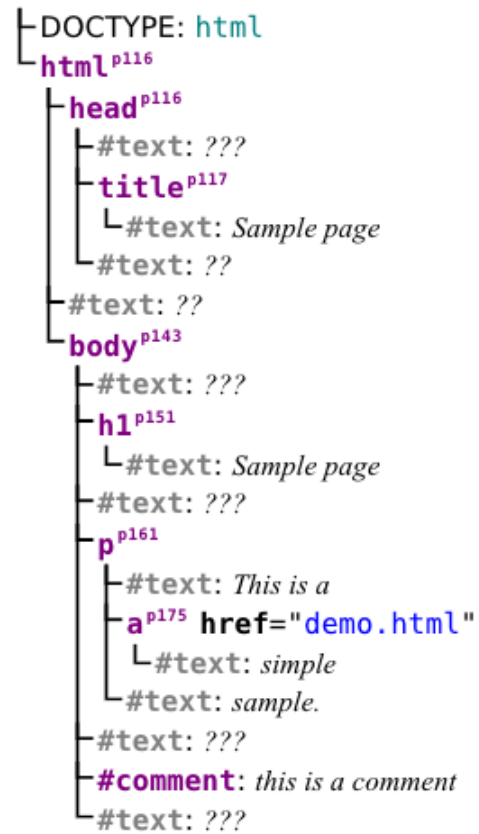 DOCTYPE: html
html p116
head p116
#text: ???
title p117
#text: Sample page
#text: ??
#text: ??
body p143
#text: ???
h1 p151
#text: Sample page
#text: ???
p p161
#text: This is a
a p175 href="demo.html"
#text: simple
#text: sample.
#text: ???
#comment: this is a comment
#text: ???